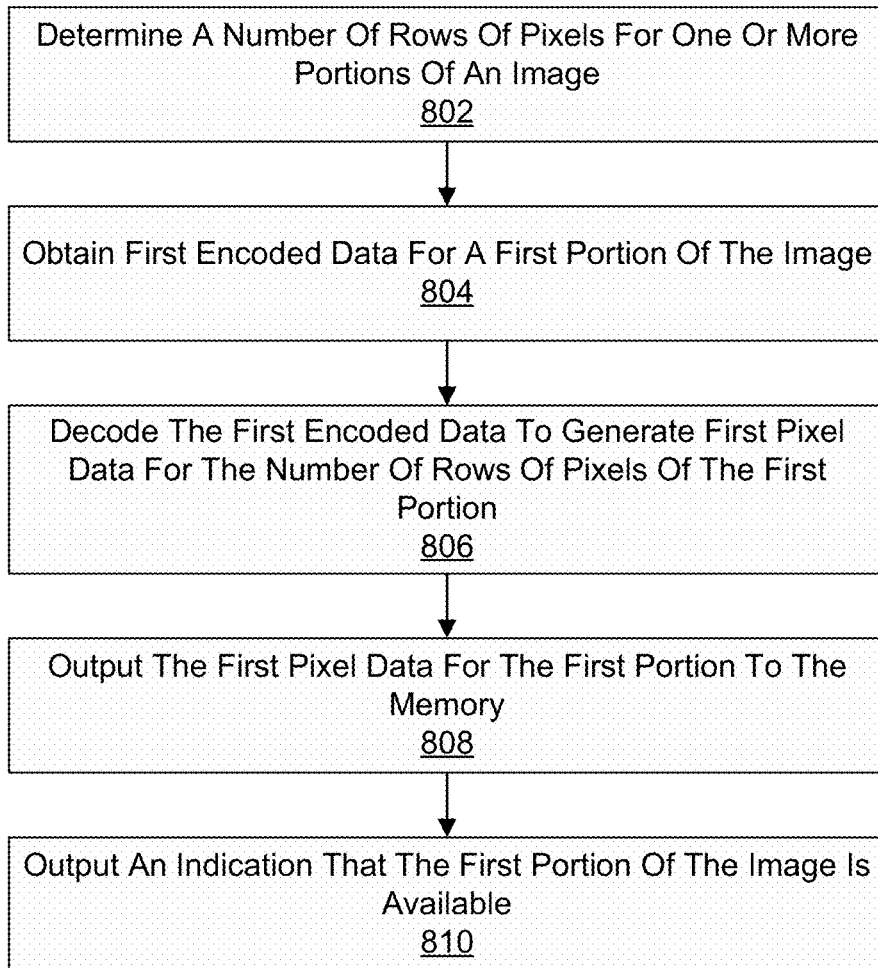 Determine A Number Of Rows Of Pixels For One Or More
Portions Of An Image
802
Obtain First Encoded Data For A First Portion Of The Image
804
Decode The First Encoded Data To Generate First Pixel
Data For The Number Of Rows Of Pixels Of The First
Portion
806
Output The First Pixel Data For The First Portion To The
Memory
808
Output An Indication That The First Portion Of The Image Is
Available
810